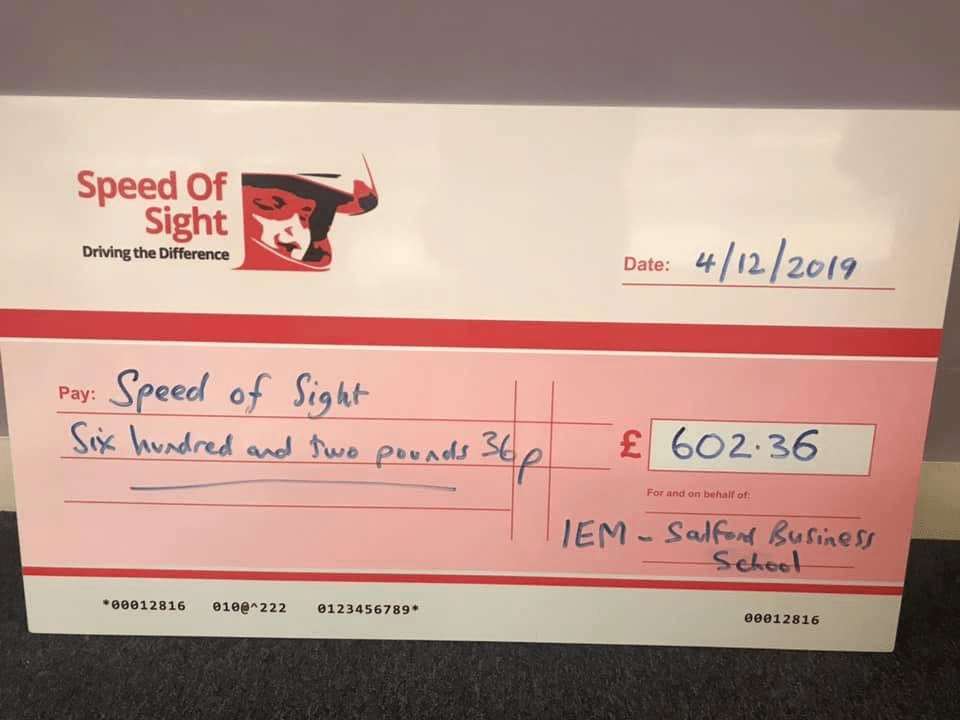 Speed Of
Sight
Driving the Difference
Date: 4/12/2019
Pay: Speed of Sight
Six hundred and two pounds 36p
£ 602.36
For and on behalf of:
IEM - Salford Business
School
*00012816 010@^222 0123456789* 00012816